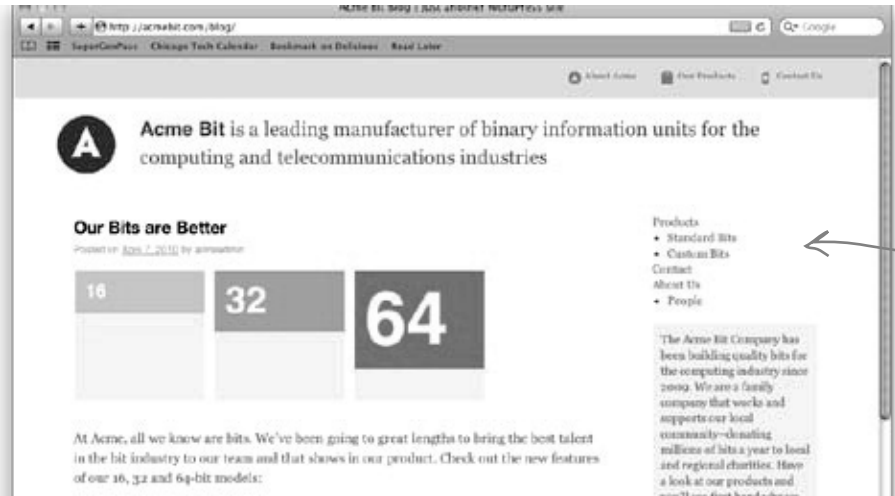 Acme Bit Blog | Just another WordPress site
http://acmebit.com/blog/
Google
SuperGenPass Chicago Tech Calendar Bookmark on Delicious Read Later
About Acme Our Products Contact Us
A
Acme Bit is a leading manufacturer of binary information units for the
computing and telecommunications industries
Our Bits are Better
Posted on April 7, 2010 by acmeadmin
16
32
64
At Acme, all we know are bits. We've been going to great lengths to bring the best talent
in the bit industry to our team and that shows in our product. Check out the new features
of our 16, 32 and 64-bit models:
Products
• Standard Bits
• Custom Bits
Contact
About Us
• People
The Acme Bit Company has
been building quality bits for
the computing industry since
2009. We are a family
company that works and
supports our local
community—donating
millions of bits a year to local
and regional charities. Have
a look at our products and